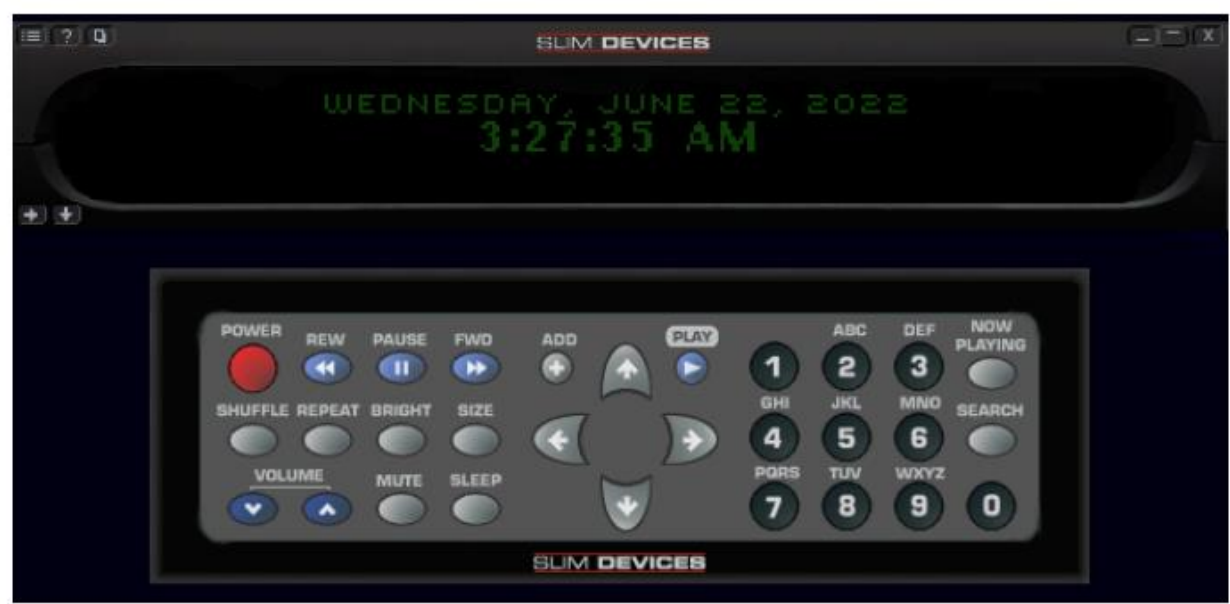 ?
SLIM DEVICES
X
WEDNESDAY, JUNE 22, 2022
3:27:35 AM
POWER REW PAUSE FWD ADD PLAY
SHUFFLE REPEAT BRIGHT SIZE
VOLUME MUTE SLEEP
ABC DEF NOW PLAYING
1 2 3
GHI JKL MNO SEARCH
4 5 6
PQRS TUV WXYZ
7 8 9 0
SLIM DEVICES